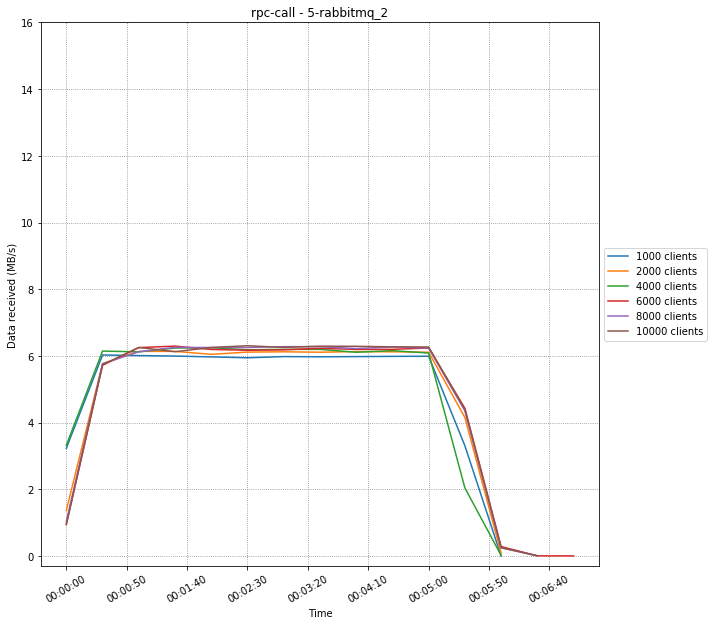 rpc-call - 5-rabbitmq_2
16
14
12
10
8
6
4
2
0
Data received (MB/s)
00:00:00
00:00:50
00:01:40
00:02:30
00:03:20
00:04:10
00:05:00
00:05:50
00:06:40
Time
1000 clients
2000 clients
4000 clients
6000 clients
8000 clients
10000 clients